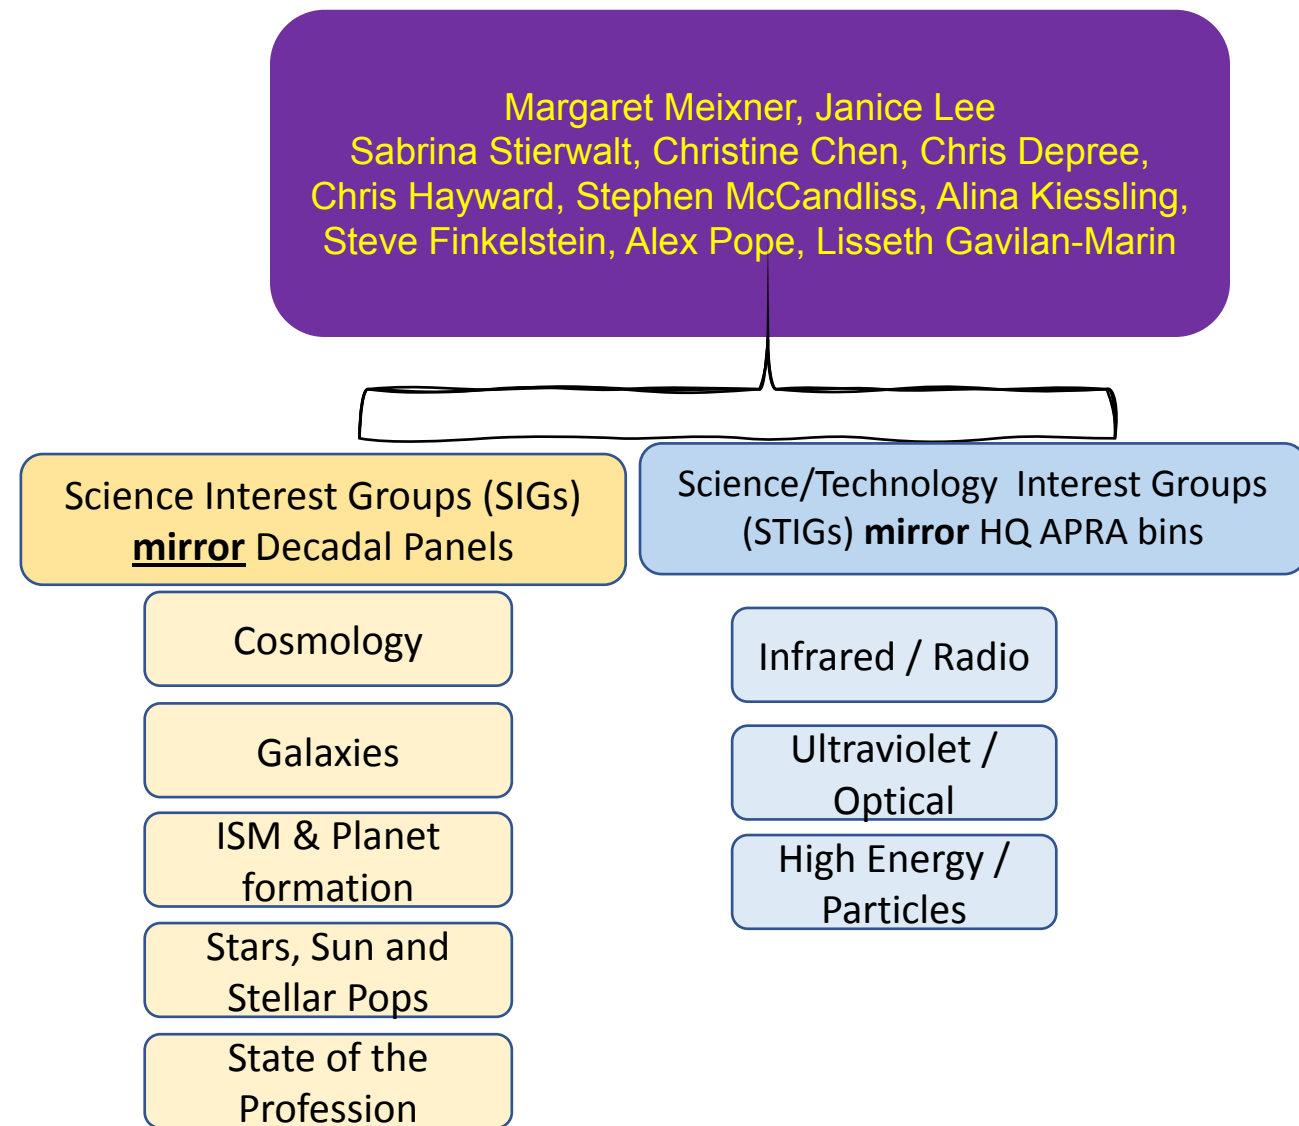 Margaret Meixner, Janice Lee
Sabrina Stierwalt, Christine Chen, Chris Depree,
Chris Hayward, Stephen McCandliss, Alina Kiessling,
Steve Finkelstein, Alex Pope, Lisseth Gavilan-Marin
Science Interest Groups (SIGs)
mirror Decadal Panels
Cosmology
Galaxies
ISM & Planet
formation
Stars, Sun and
Stellar Pops
State of the
Profession
Science/Technology  Interest Groups
(STIGs) mirror HQ APRA bins
Infrared / Radio
Ultraviolet /
Optical
High Energy /
Particles